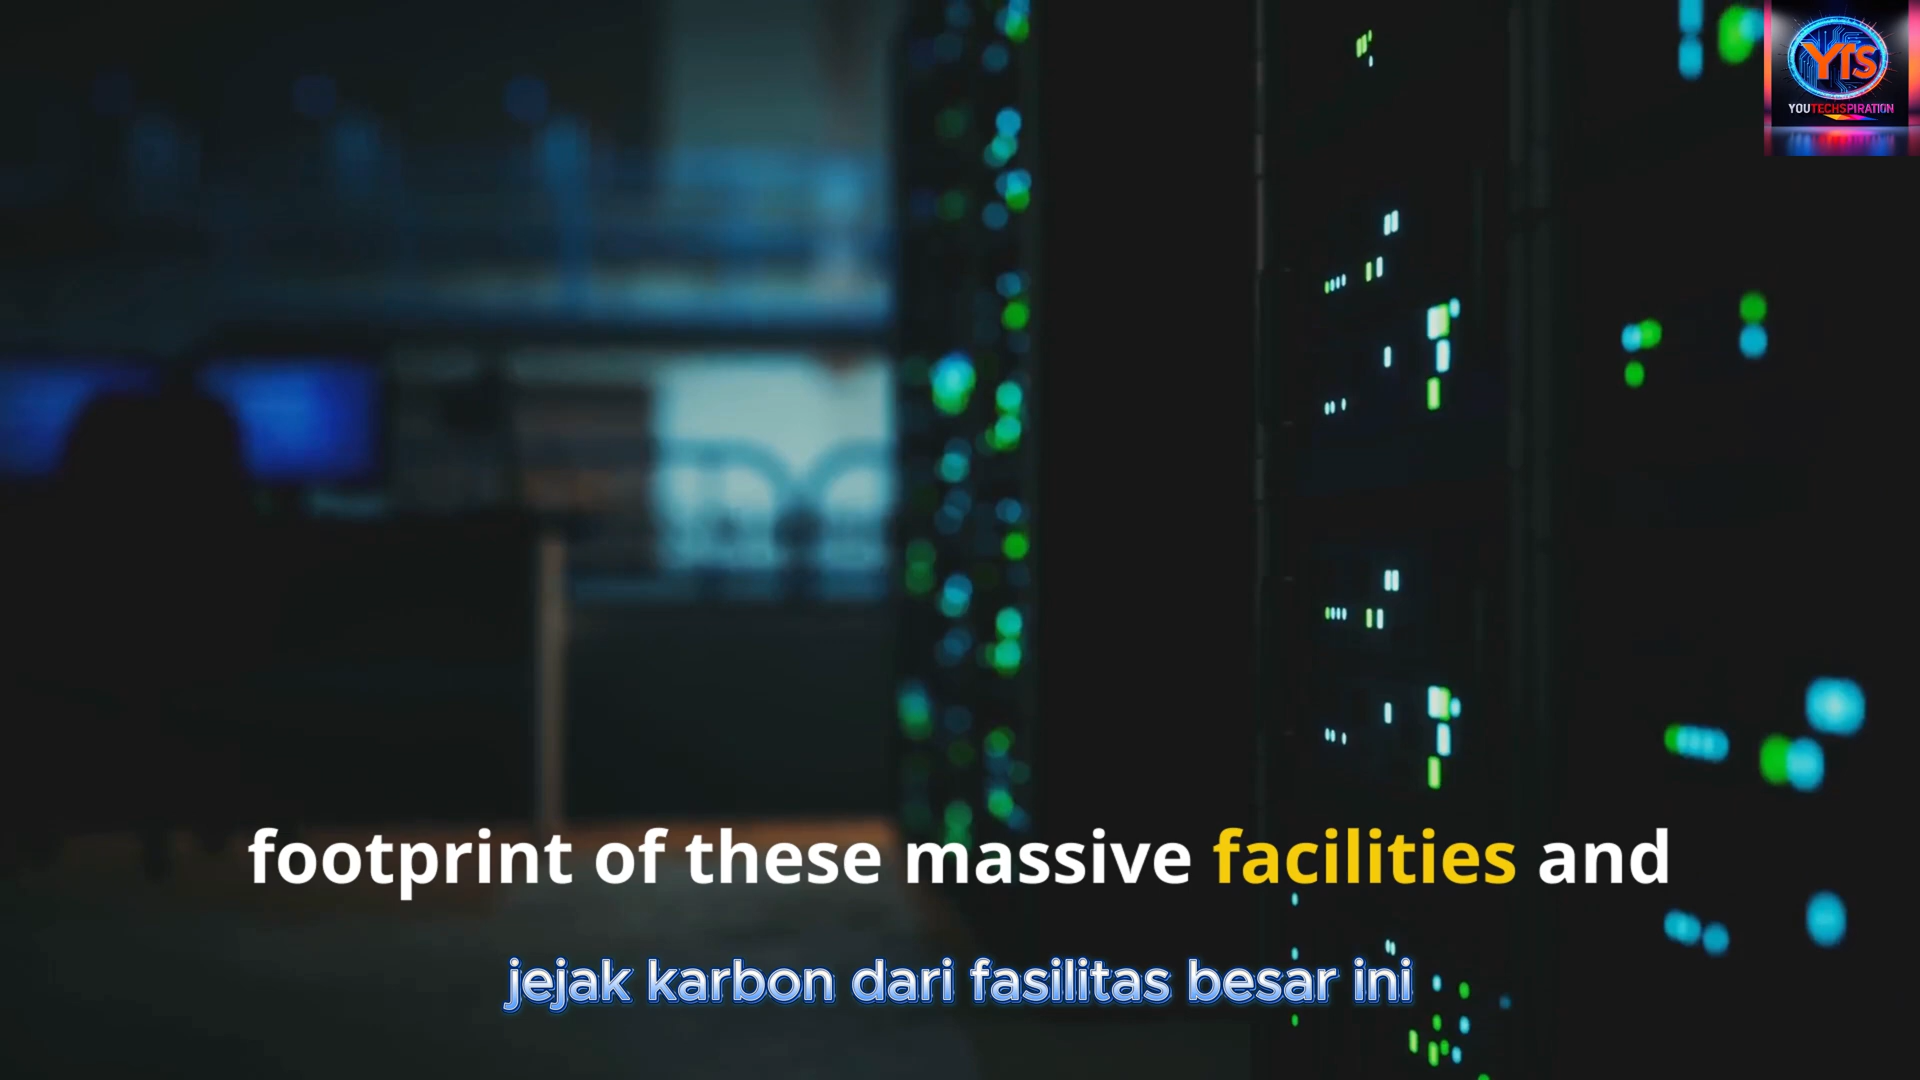 YTS
YOUTECHSPIRATION
footprint of these massive facilities and
jejak karbon dari fasilitas besar ini